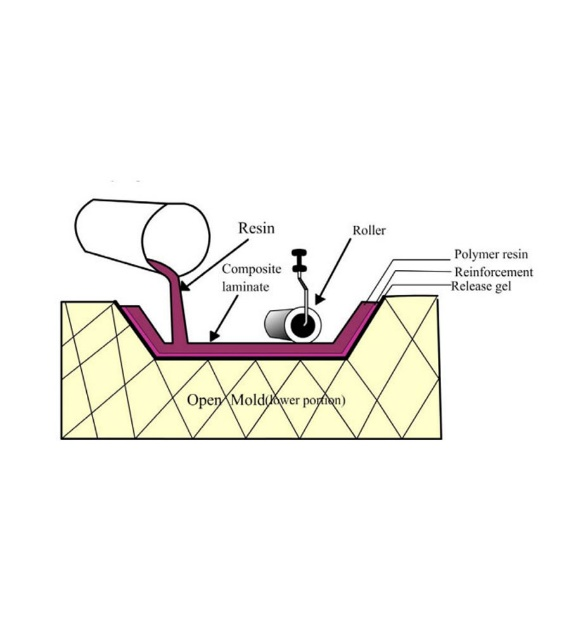 Resin
Roller
Composite
laminate
Polymer resin
Reinforcement
Release gel
Open Mold(lower portion)